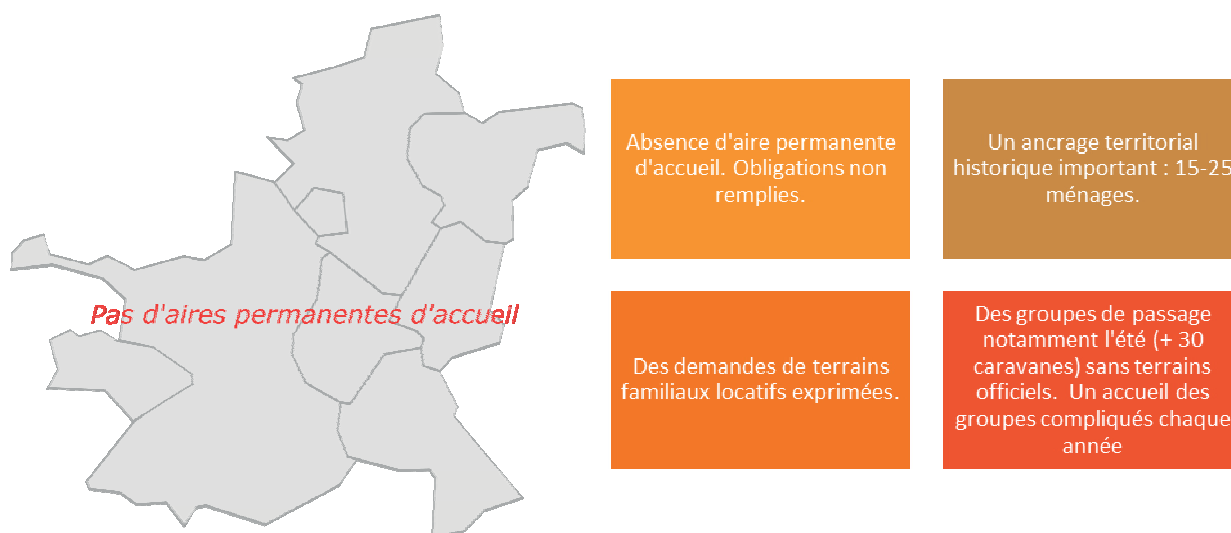 Pas d'aires permanentes d'accueil
Absence d'aire permanente
d'accueil. Obligations non
remplies.
Un ancrage territorial
historique important : 15-25
ménages.
Des demandes de terrains
familiaux locatifs exprimées.
Des groupes de passage
notamment l'été (+ 30
caravanes) sans terrains
officiels. Un accueil des
groupes compliqués chaque
année